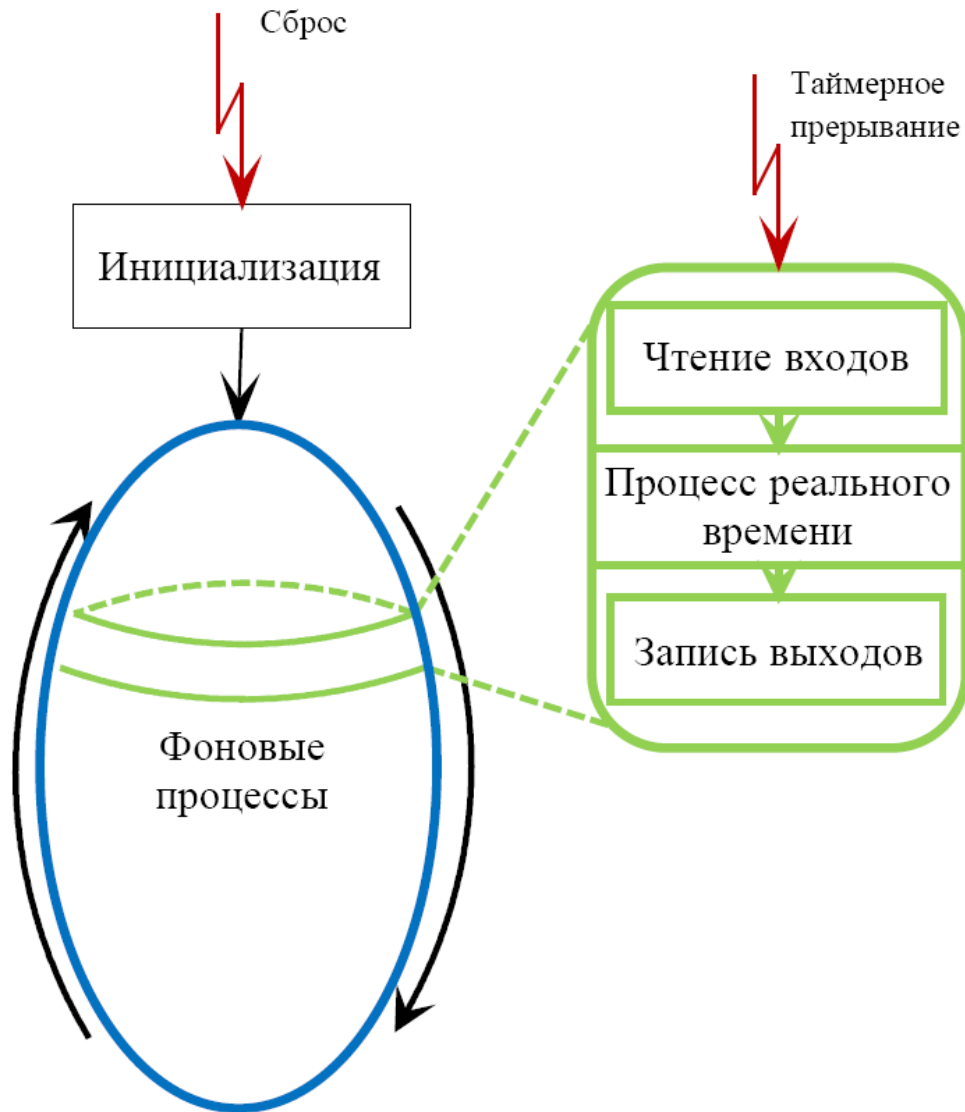 Сброс
Таймерное
прерывание
Инициализация
Чтение входов
Процесс реального
времени
Запись выходов
Фоновые
процессы